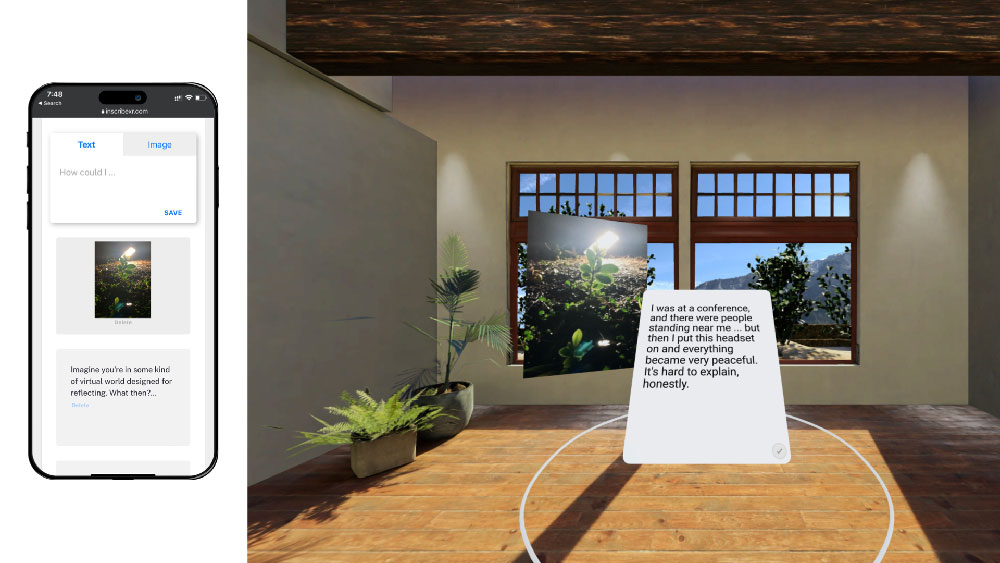 7:48
Search
inscribexr.com
Text
Image
How could I ...
SAVE
Delete
Imagine you're in some kind
of virtual world designed for
reflecting. What then?...
Delete
I was at a conference,
and there were people
standing near me ... but
then I put this headset
on and everything
became very peaceful.
It's hard to explain,
honestly.